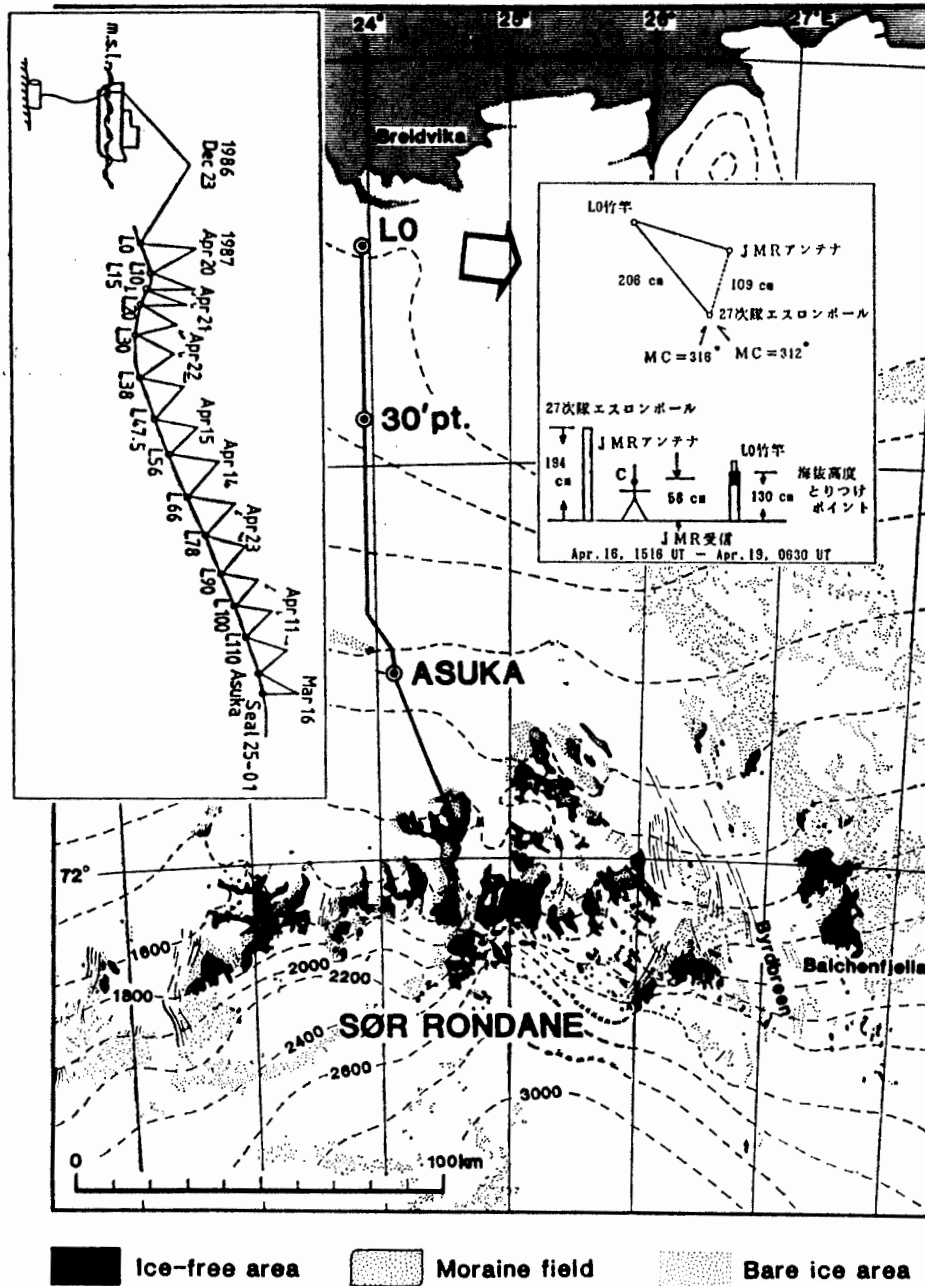 24° 25° 26° 27°E
Breidvika
m.s.l.
1986
Dec 23
1987
Apr 20
Apr 21
Apr 22
Apr 15
Apr 14
Apr 23
Apr 11
Mar 16
L0
L10
L15
L20
L30
L38
L47.5
L56
L66
L78
L90
L100
L110
Asuka
Seal 25-01
LO
30'pt.
ASUKA
L0竹竿
JMRアンテナ
206 cm
109 cm
27次隊エスロンポール
MC=316°
MC=312°
27次隊エスロンポール
JMRアンテナ
L0竹竿
194
cm
C
56 cm
130 cm
海抜高度
とりつけ
ポイント
JMR受信
Apr.16, 1516 UT — Apr.19, 0630 UT
72°
1600
1800
2000
2200
2400
2600
3000
Byrdbreen
Balchenfjella
SØR RONDANE
0 100km
Ice-free area
Moraine field
Bare ice area